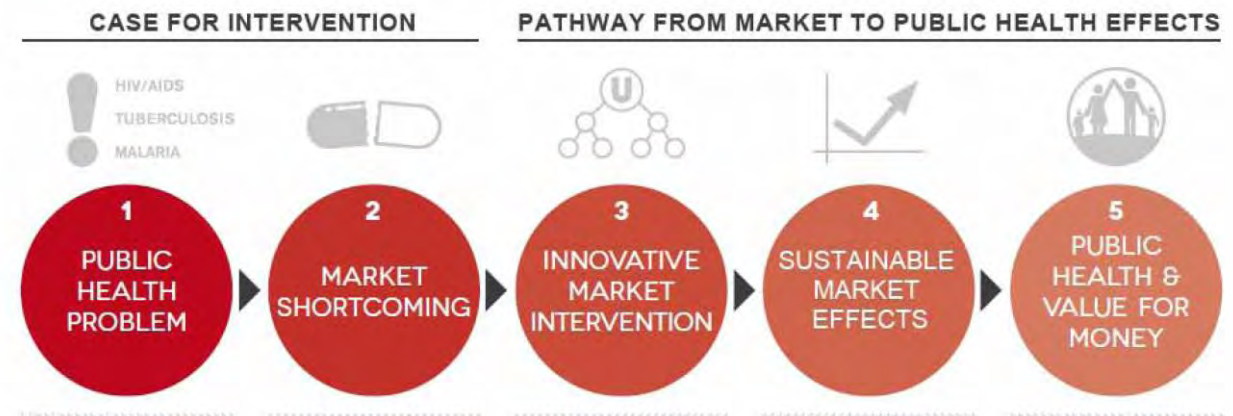 CASE FOR INTERVENTION
PATHWAY FROM MARKET TO PUBLIC HEALTH EFFECTS
HIV/AIDS
TUBERCULOSIS
MALARIA
U
1
PUBLIC
HEALTH
PROBLEM
2
MARKET
SHORTCOMING
3
INNOVATIVE
MARKET
INTERVENTION
4
SUSTAINABLE
MARKET
EFFECTS
5
PUBLIC
HEALTH &
VALUE FOR
MONEY